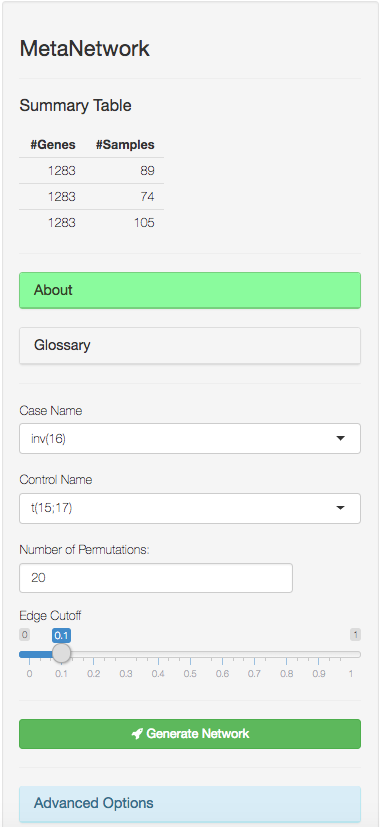 MetaNetwork
Summary Table
#Genes #Samples
1283 89
1283 74
1283 105
About
Glossary
Case Name
inv(16)
Control Name
t(15;17)
Number of Permutations:
20
Edge Cutoff
0 0.1 1
0 0.1 0.2 0.3 0.4 0.5 0.6 0.7 0.8 0.9 1
Generate Network
Advanced Options